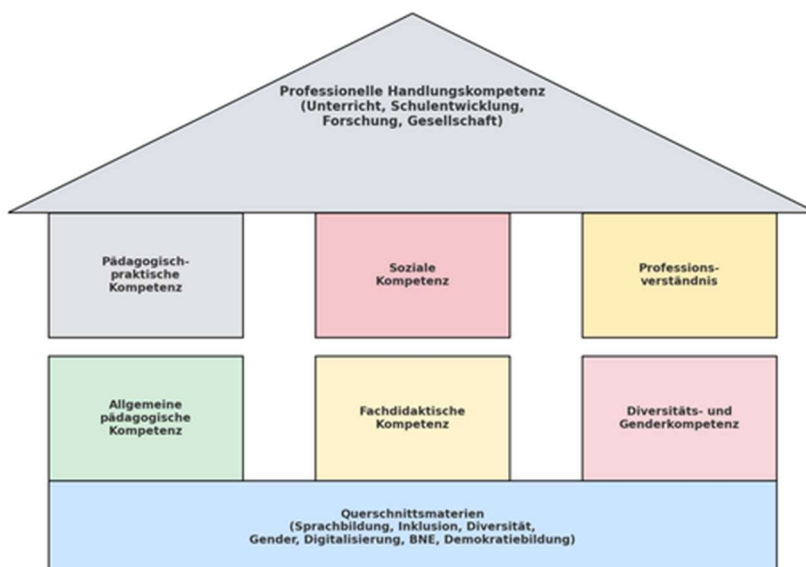 Professionelle Handlungskompetenz
(Unterricht, Schulentwicklung,
Forschung, Gesellschaft)
Pädagogisch-
praktische
Kompetenz
Soziale
Kompetenz
Professions-
verständnis
Allgemeine
pädagogische
Kompetenz
Fachdidaktische
Kompetenz
Diversitäts- und
Genderkompetenz
Querschnittsmaterien
(Sprachbildung, Inklusion, Diversität,
Gender, Digitalisierung, BNE, Demokratiebildung)